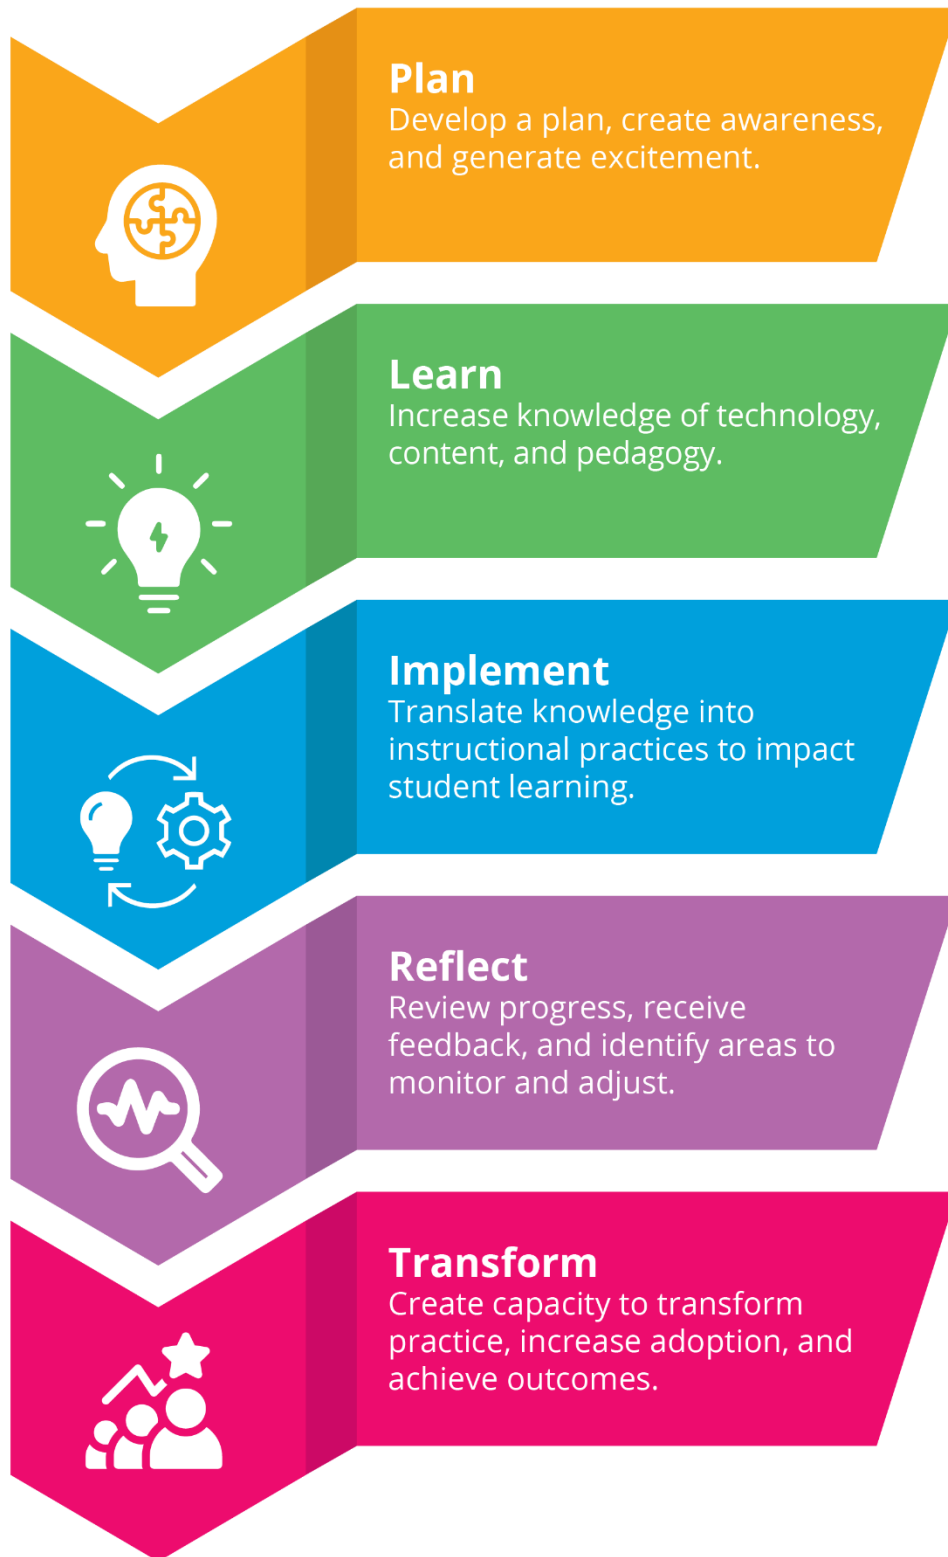 Plan
Develop a plan, create awareness,
and generate excitement.
Learn
Increase knowledge of technology,
content, and pedagogy.
Implement
Translate knowledge into
instructional practices to impact
student learning.
Reflect
Review progress, receive
feedback, and identify areas to
monitor and adjust.
Transform
Create capacity to transform
practice, increase adoption, and
achieve outcomes.